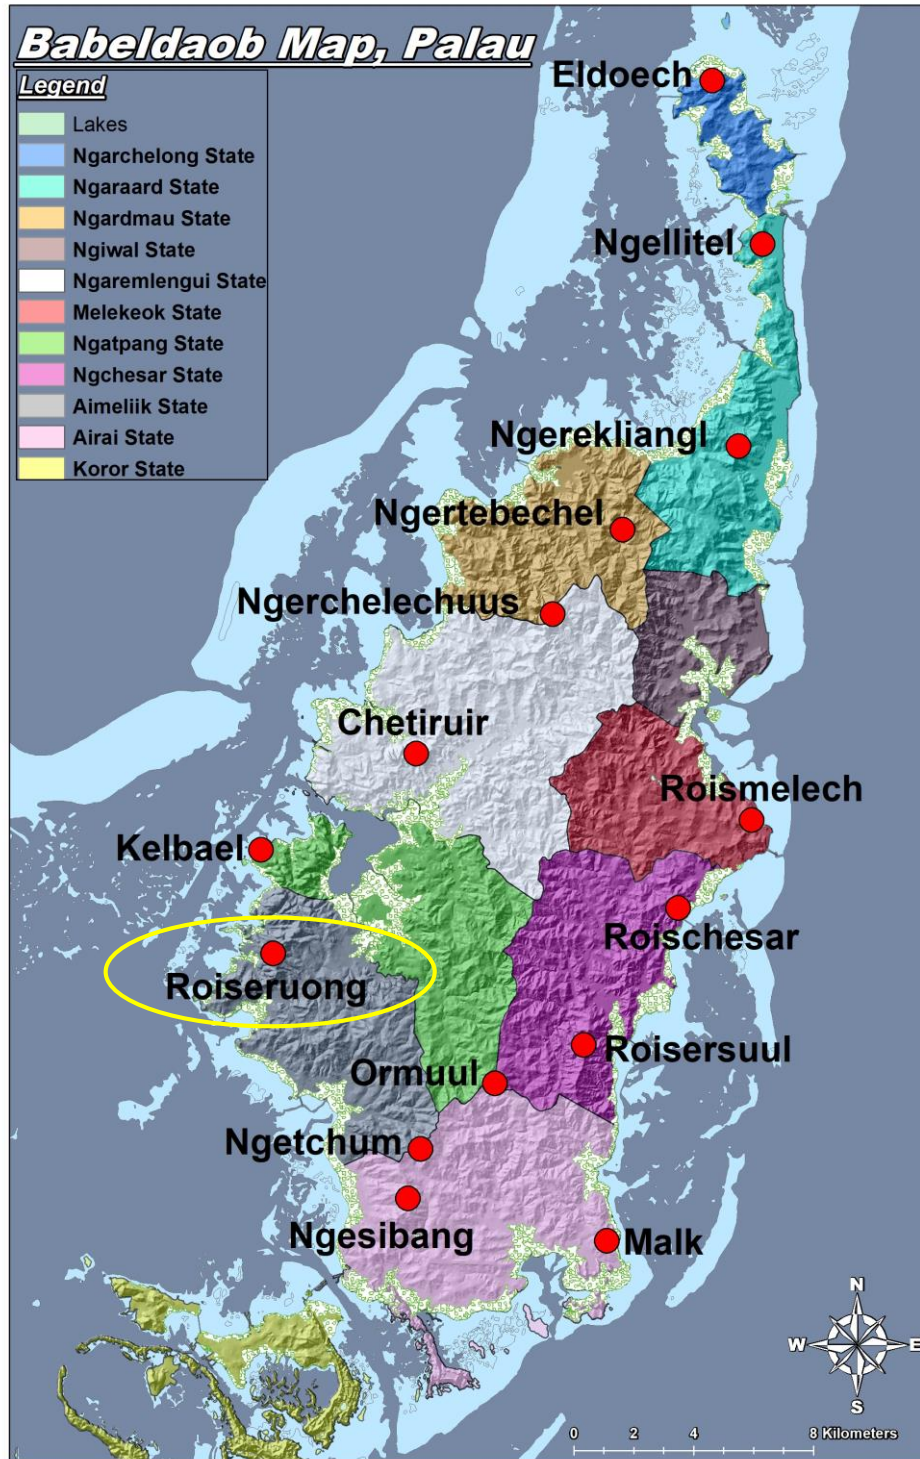 Babeldaob Map, Palau
Legend
Lakes
Ngarchelong State
Ngaraard State
Ngardmau State
Ngiwal State
Ngaremlengui State
Melekeok State
Ngatpang State
Ngchesar State
Aimeliik State
Airai State
Koror State
Eldoech
Ngellitel
Ngerekliangl
Ngertebechel
Ngerchelechuus
Chetiruir
Roismelech
Kelbael
Roischesar
Roiseruong
Roisersuul
Ormuul
Ngetchum
Ngesibang
Malk
N
W E
S
0 2 4 8 Kilometers